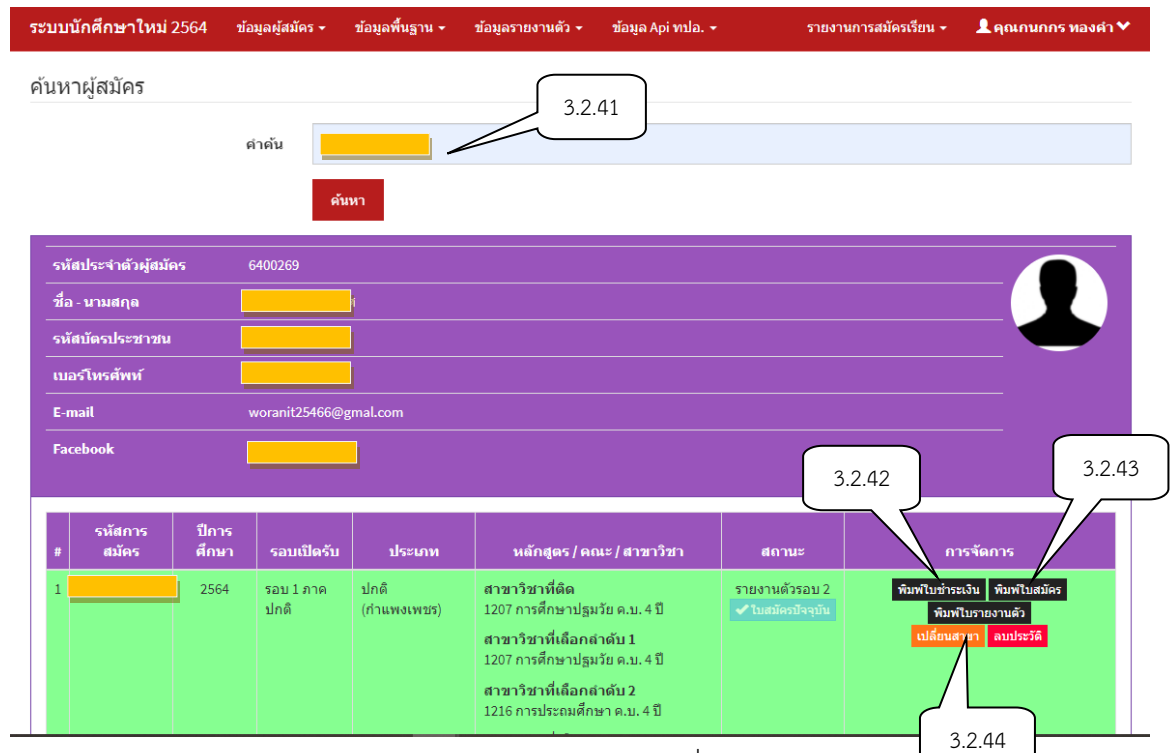 ระบบนักศึกษาใหม่ 2564 ข้อมูลผู้สมัคร ข้อมูลพื้นฐาน ข้อมูลรายงานตัว ข้อมูล Api ทปอ. รายงานการสมัครเรียน คุณกนกกร ทองคำ
ค้นหาผู้สมัคร
3.2.41
คำค้น
ค้นหา
รหัสประจำตัวผู้สมัคร 6400269
ชื่อ - นามสกุล
รหัสบัตรประชาชน
เบอร์โทรศัพท์
E-mail woranit25466@gmal.com
Facebook
3.2.42
3.2.43
# รหัสการสมัคร ปีการศึกษา รอบเปิดรับ ประเภท หลักสูตร / คณะ / สาขาวิชา สถานะ การจัดการ
1 2564 รอบ 1 ภาค ปกติ สาขาวิชาที่ติด รายงานตัวรอบ 2 พิมพ์ใบชำระเงิน พิมพ์ใบสมัคร
ปกติ (กำแพงเพชร) 1207 การศึกษาปฐมวัย ค.บ. 4 ปี ใบสมัครปัจจุบัน พิมพ์ใบรายงานตัว
สาขาวิชาที่เลือกลำดับ 1 เปลี่ยนสาขา ลบประวัติ
1207 การศึกษาปฐมวัย ค.บ. 4 ปี
สาขาวิชาที่เลือกลำดับ 2
1216 การประถมศึกษา ค.บ. 4 ปี
3.2.44